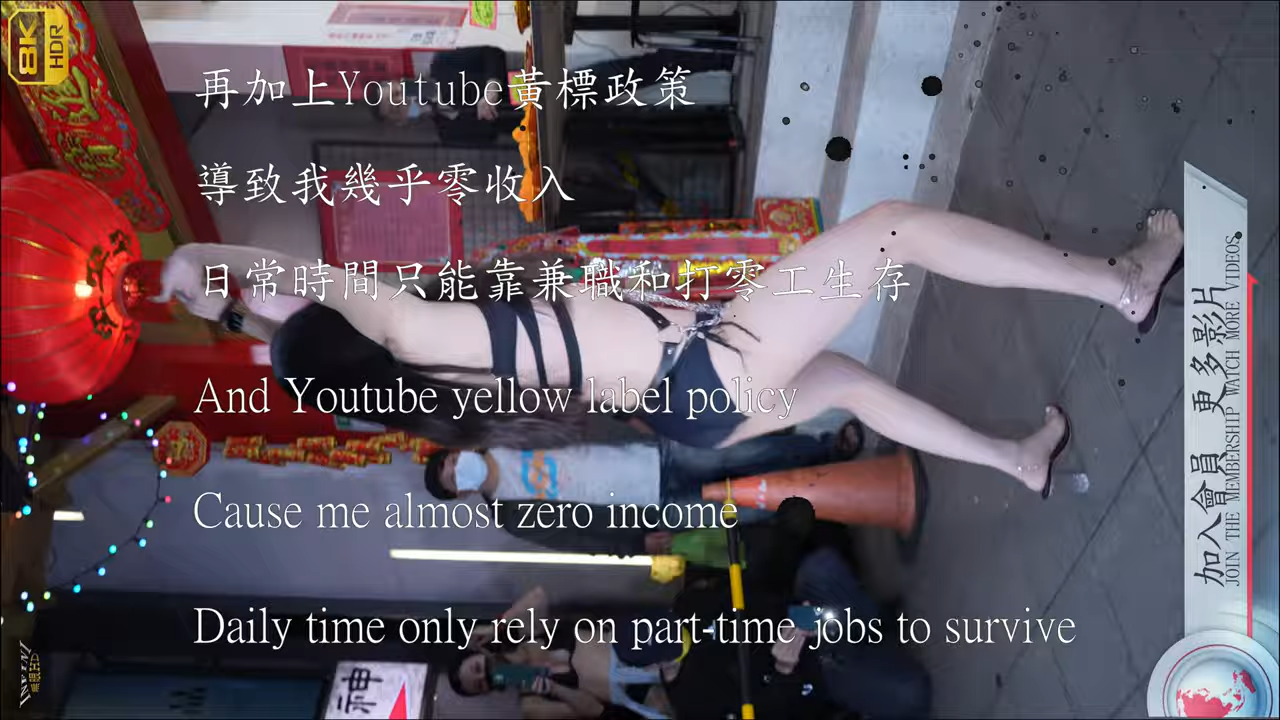 8K
HDR
再加上Youtube黃標政策
導致我幾乎零收入
日常時間只能靠兼職和打零工生存
And Youtube yellow label policy
Cause me almost zero income
Daily time only rely on part-time jobs to survive
加入會員 更多影片
JOIN THE MEMBERSHIP WATCH MORE VIDEOS
神